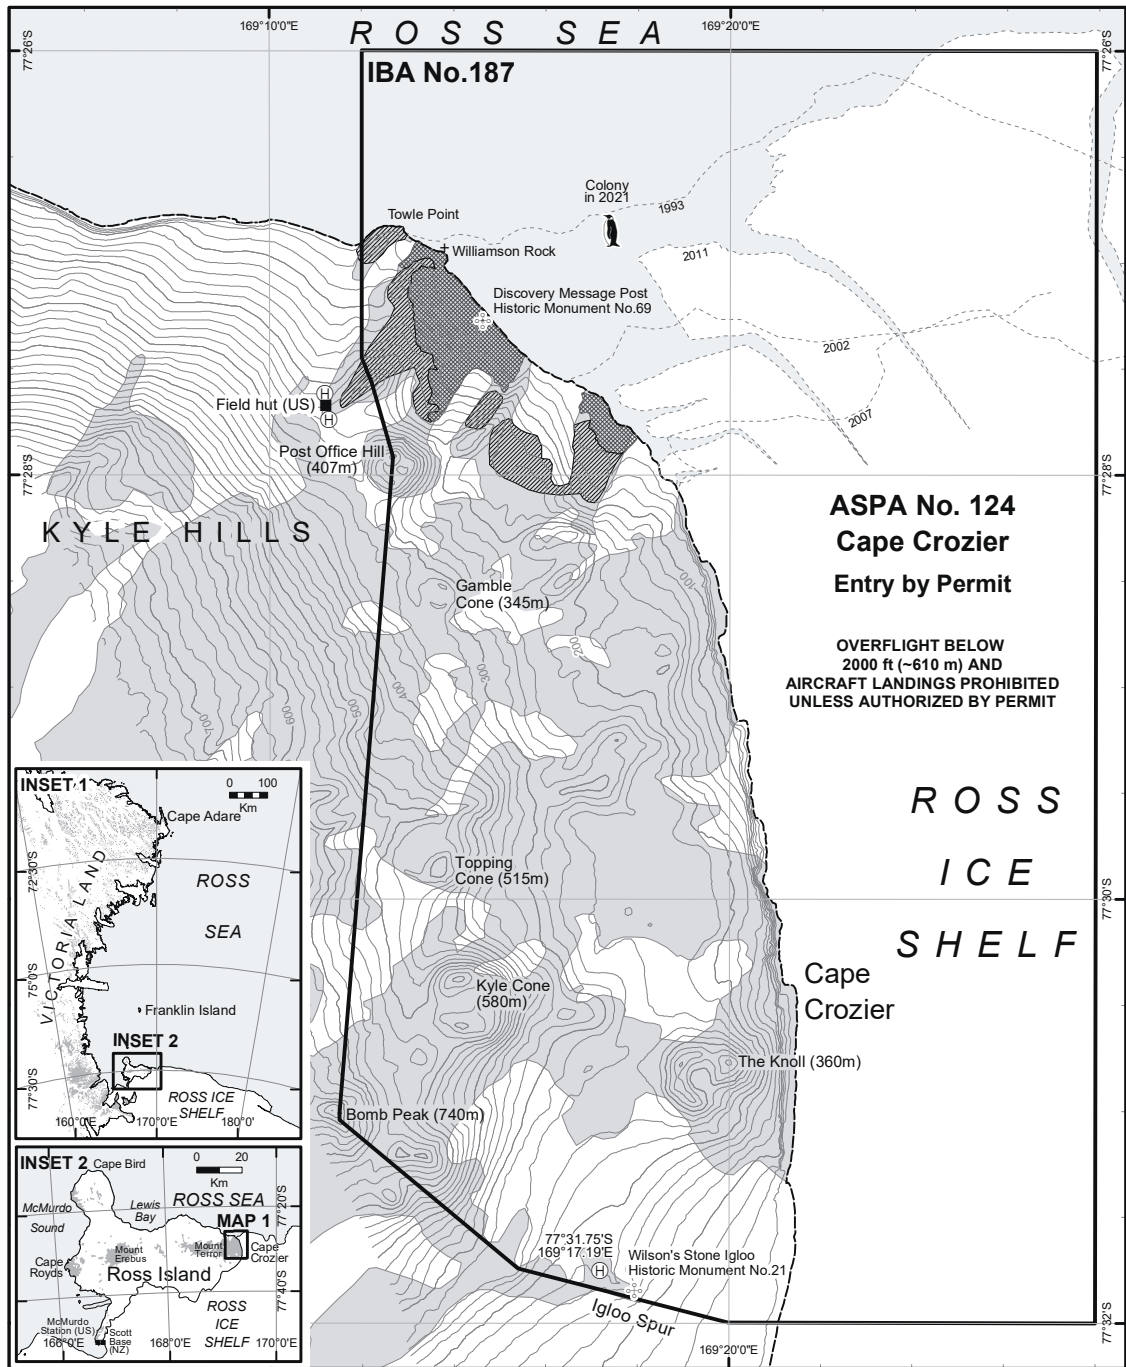 169°10'0"E
ROSS SEA
169°20'0"E
77°26'S
77°26'S
IBA No.187
Colony
in 2021
1993
Towle Point
Williamson Rock
2011
Discovery Message Post
Historic Monument No.69
2002
2007
Field hut (US)
H
H
Post Office Hill
(407m)
77°28'S
77°28'S
KYLE HILLS
ASPA No. 124
Cape Crozier
Entry by Permit
OVERFLIGHT BELOW
2000 ft (~610 m) AND
AIRCRAFT LANDINGS PROHIBITED
UNLESS AUTHORIZED BY PERMIT
Gamble
Cone (345m)
100
200
300
400
500
600
700
ROSS
ICE
SHELF
Topping
Cone (515m)
77°30'S
Kyle Cone
(580m)
Cape
Crozier
The Knoll (360m)
Bomb Peak (740m)
77°31.75'S
169°17.19'E
H
Wilson's Stone Igloo
Historic Monument No.21
Igloo Spur
77°32'S
169°20'0"E
INSET 1
0 100
Km
Cape Adare
72°30'S
ROSS
SEA
VICTORIA LAND
75°0'S
Franklin Island
INSET 2
77°30'S
ROSS ICE
SHELF
160°0'E
170°0'E
180°0'
INSET 2
Cape Bird
0 20
Km
McMurdo
Sound
Lewis
Bay
ROSS SEA
77°20'S
MAP 1
Mount
Erebus
Mount
Terror
Cape
Crozier
Cape
Royds
Ross Island
77°40'S
ROSS
ICE
SHELF
McMurdo
Station (US)
Scott
Base
(NZ)
166°0'E
168°0'E
170°0'E